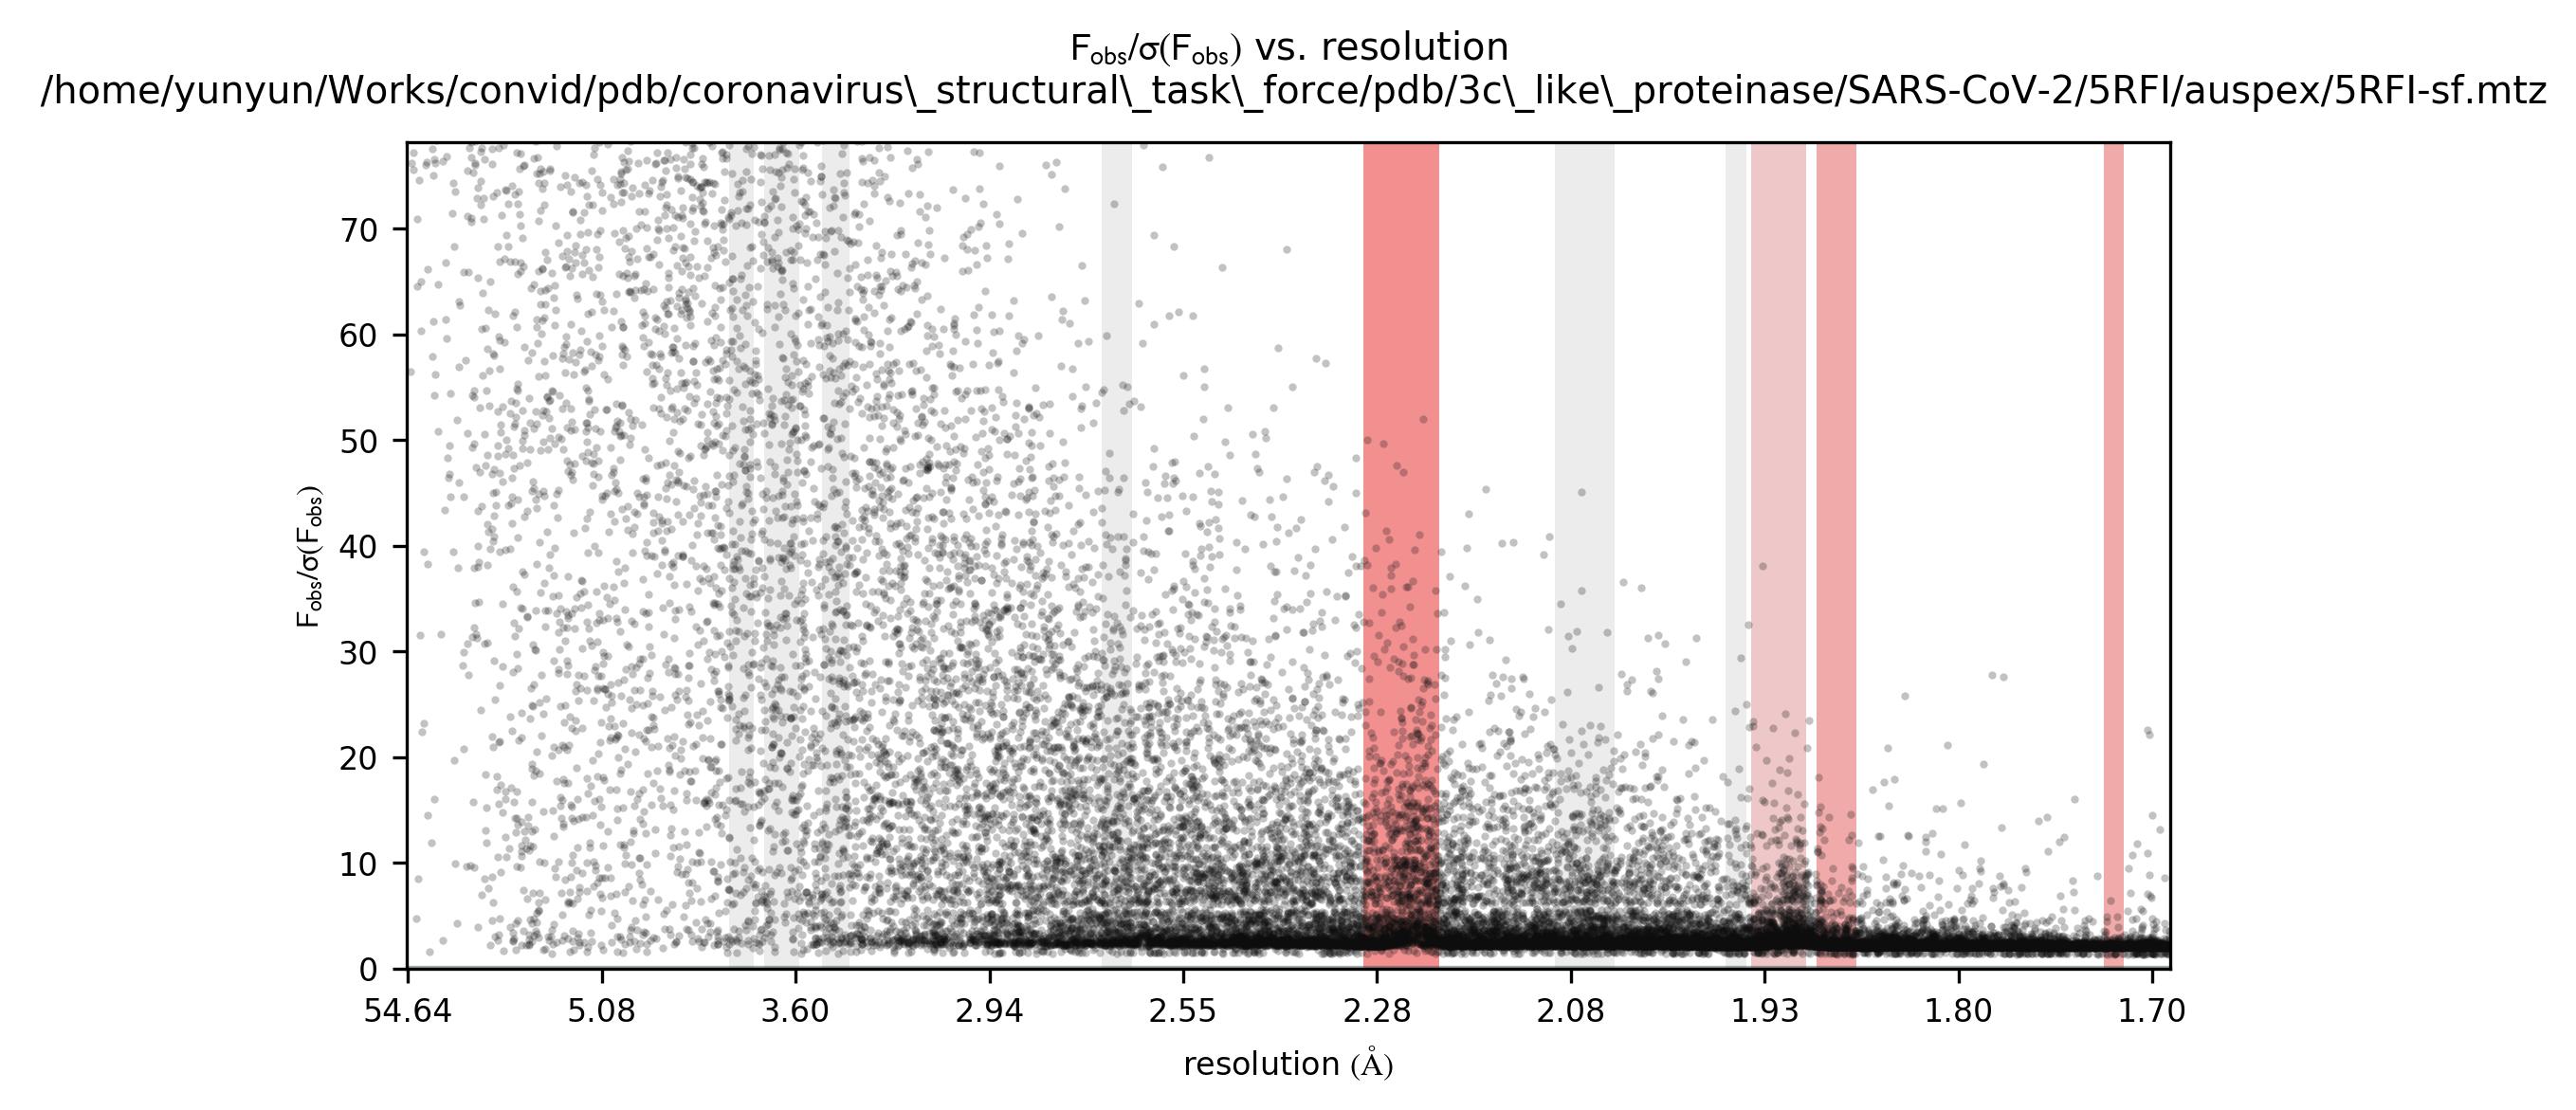 Fobs/σ(Fobs) vs. resolution
/home/yunyun/Works/convid/pdb/coronavirus\_structural\_task\_force/pdb/3c\_like\_proteinase/SARS-CoV-2/5RFI/auspex/5RFI-sf.mtz
Fobs/σ(Fobs)
70
60
50
40
30
20
10
0
54.64 5.08 3.60 2.94 2.55 2.28 2.08 1.93 1.80 1.70
resolution (Å)